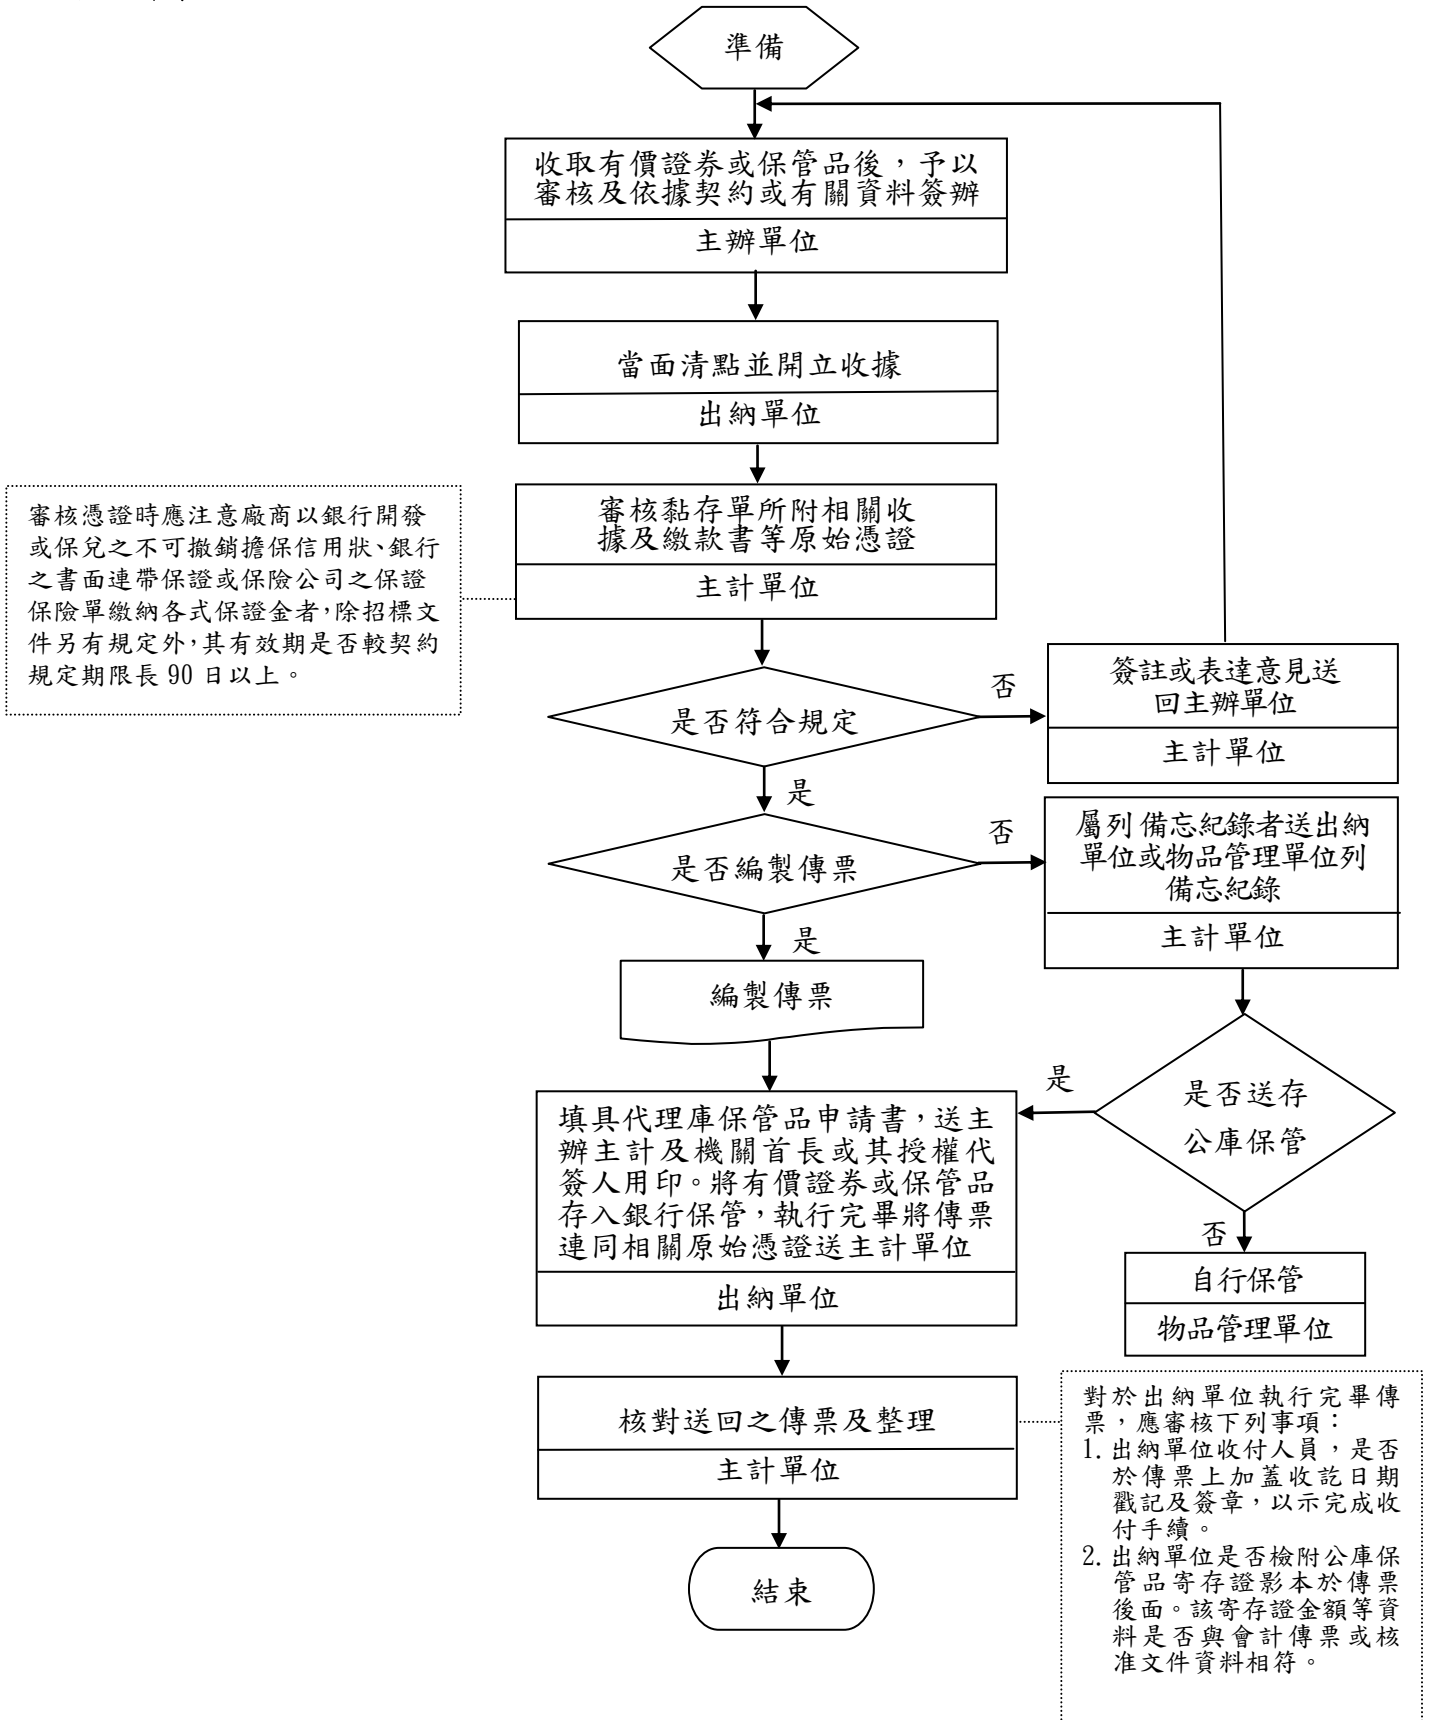 準備
收取有價證券或保管品後，予以
審核及依據契約或有關資料簽辦
主辦單位
當面清點並開立收據
出納單位
審核憑證時應注意廠商以銀行開發
或保兌之不可撤銷擔保信用狀、銀行
之書面連帶保證或保險公司之保證
保險單繳納各式保證金者，除招標文
件另有規定外，其有效期是否較契約
規定期限長 90 日以上。
審核黏存單所附相關收
據及繳款書等原始憑證
主計單位
是否符合規定
否
簽註或表達意見送
回主辦單位
主計單位
是
是否編製傳票
否
屬列備忘紀錄者送出納
單位或物品管理單位列
備忘紀錄
主計單位
是
編製傳票
是否送存
公庫保管
是
填具代理庫保管品申請書，送主
辦主計及機關首長或其授權代
簽人用印。將有價證券或保管品
存入銀行保管，執行完畢將傳票
連同相關原始憑證送主計單位
出納單位
否
自行保管
物品管理單位
核對送回之傳票及整理
主計單位
對於出納單位執行完畢傳
票，應審核下列事項：
1. 出納單位收付人員，是否
於傳票上加蓋收訖日期
戳記及簽章，以示完成收
付手續。
2. 出納單位是否檢附公庫保
管品寄存證影本於傳票
後面。該寄存證金額等資
料是否與會計傳票或核
准文件資料相符。
結束